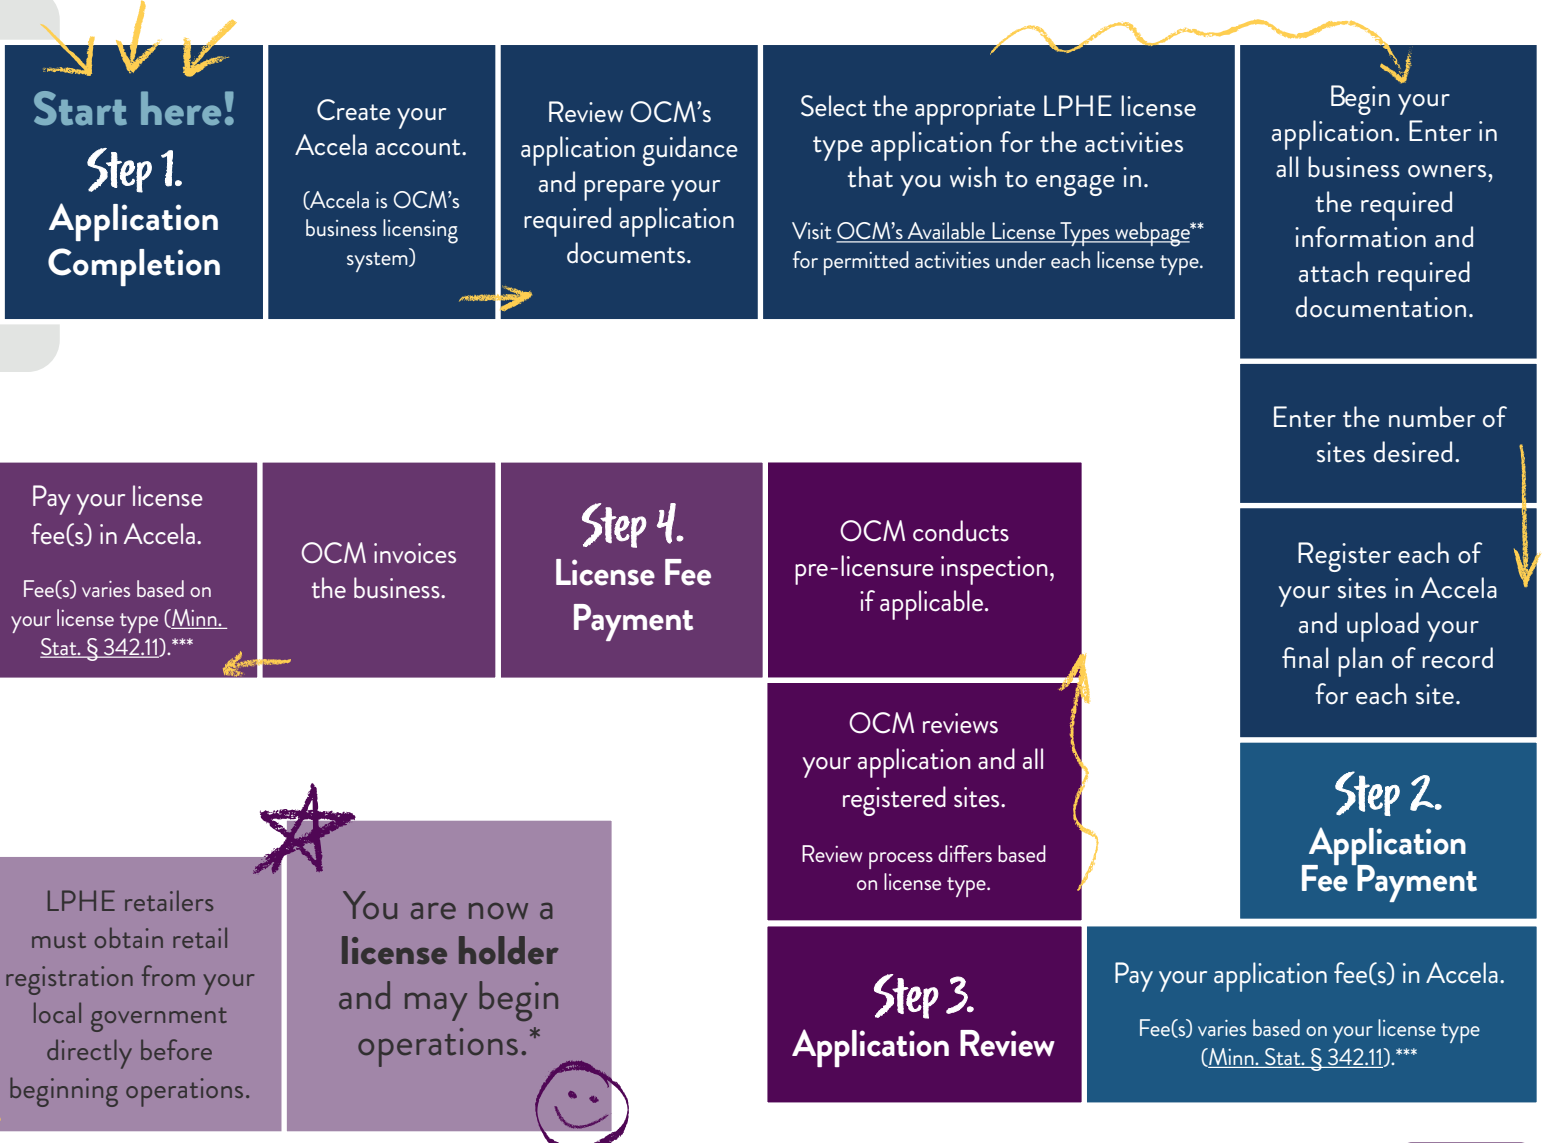 Start here!
Step 1.
Application
Completion
Create your
Accela account.
(Accela is OCM's
business licensing
system)
Review OCM's
application guidance
and prepare your
required application
documents.
Select the appropriate LPHE license
type application for the activities
that you wish to engage in.
Visit OCM's Available License Types webpage**
for permitted activities under each license type.
Begin your
application. Enter in
all business owners,
the required
information and
attach required
documentation.
Enter the number of
sites desired.
Register each of
your sites in Accela
and upload your
final plan of record
for each site.
Step 2.
Application
Fee Payment
Pay your application fee(s) in Accela.
Fee(s) varies based on your license type
(Minn. Stat. § 342.11).***
Step 3.
Application Review
OCM reviews
your application and all
registered sites.
Review process differs based
on license type.
OCM conducts
pre-licensure inspection,
if applicable.
Step 4.
License Fee
Payment
OCM invoices
the business.
Pay your license
fee(s) in Accela.
Fee(s) varies based on
your license type (Minn.
Stat. § 342.11).***
LPHE retailers
must obtain retail
registration from your
local government
directly before
beginning operations.
You are now a
license holder
and may begin
operations.*